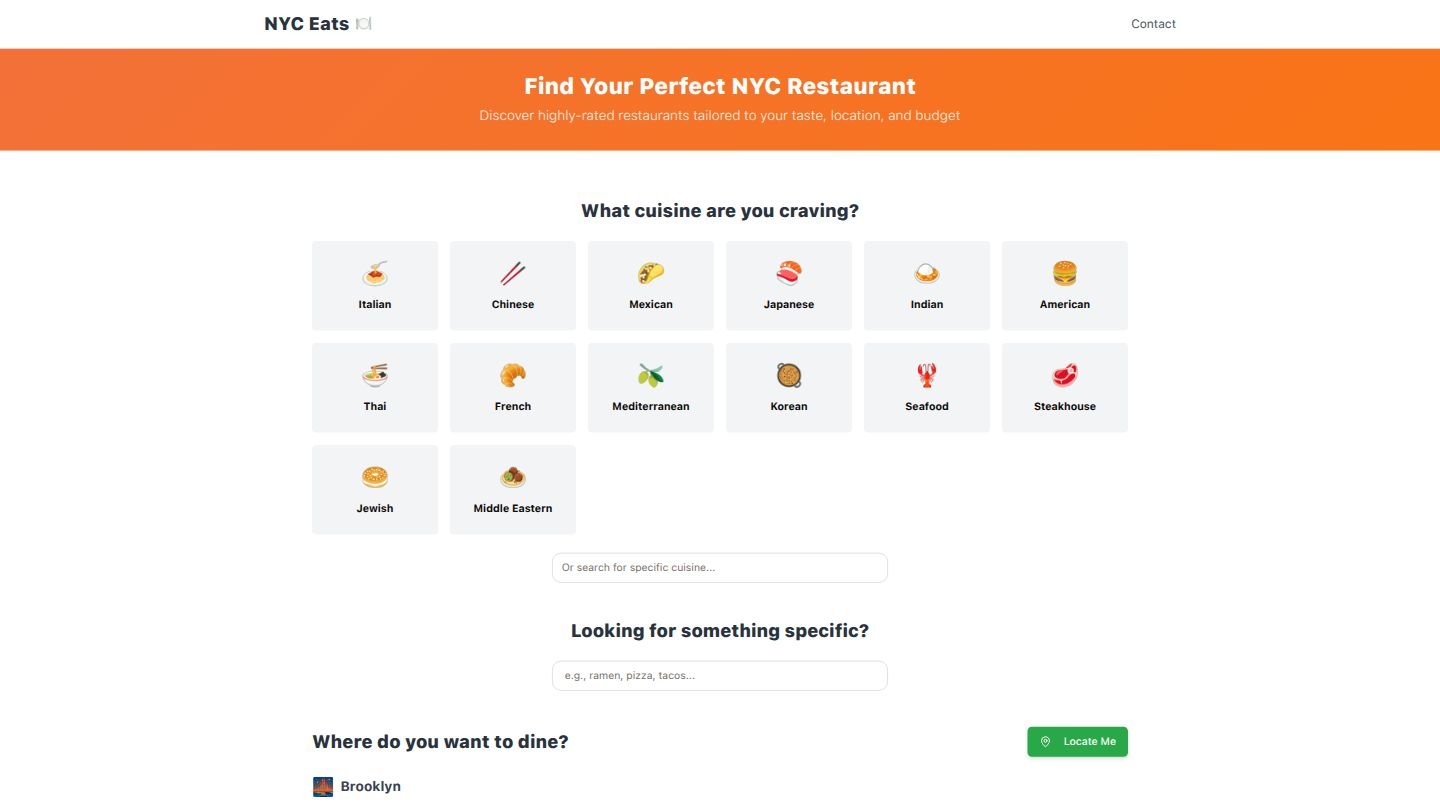 NYC Eats
Contact
Find Your Perfect NYC Restaurant
Discover highly-rated restaurants tailored to your taste, location, and budget
What cuisine are you craving?
Italian
Chinese
Mexican
Japanese
Indian
American
Thai
French
Mediterranean
Korean
Seafood
Steakhouse
Jewish
Middle Eastern
Or search for specific cuisine...
Looking for something specific?
e.g., ramen, pizza, tacos...
Where do you want to dine?
Locate Me
Brooklyn